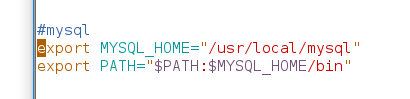 #mysql
export MYSQL_HOME="/usr/local/mysql"
export PATH="$PATH:$MYSQL_HOME/bin"